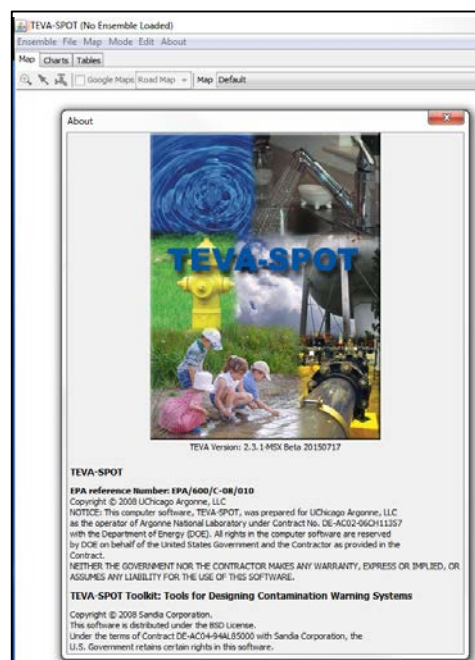 TEVA-SPOT (No Ensemble Loaded)
Ensemble File Map Mode Edit About
Map Charts Tables
Google Maps Road Map Map Default
About
TEVA-SPOT
TEVA Version: 2.3.1-MSX Beta 20150717
TEVA-SPOT
EPA reference Number: EPA/600/C-08/010
Copyright © 2008 UChicago Argonne, LLC
NOTICE: This computer software, TEVA-SPOT, was prepared for UChicago Argonne, LLC
as the operator of Argonne National Laboratory under Contract No. DE-AC02-06CH11357
with the Department of Energy (DOE). All rights in the computer software are reserved
by DOE on behalf of the United States Government and the Contractor as provided in the
Contract.
NEITHER THE GOVERNMENT NOR THE CONTRACTOR MAKES ANY WARRANTY, EXPRESS OR IMPLIED, OR
ASSUMES ANY LIABILITY FOR THE USE OF THIS SOFTWARE.
TEVA-SPOT Toolkit: Tools for Designing Contamination Warning Systems
Copyright © 2008 Sandia Corporation.
This software is distributed under the BSD License.
Under the terms of Contract DE-AC04-94AL85000 with Sandia Corporation, the
U.S. Government retains certain rights in this software.